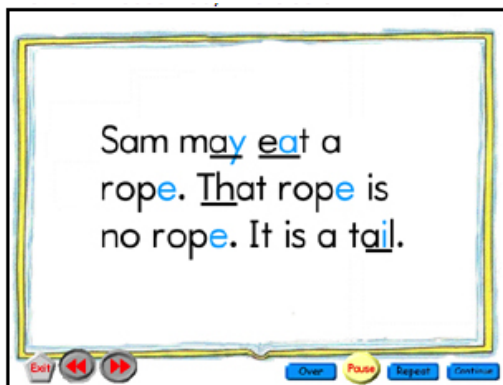 Sam may eat a
rope. That rope is
no rope. It is a tail.
Exit
Over Pause Repeat Continue